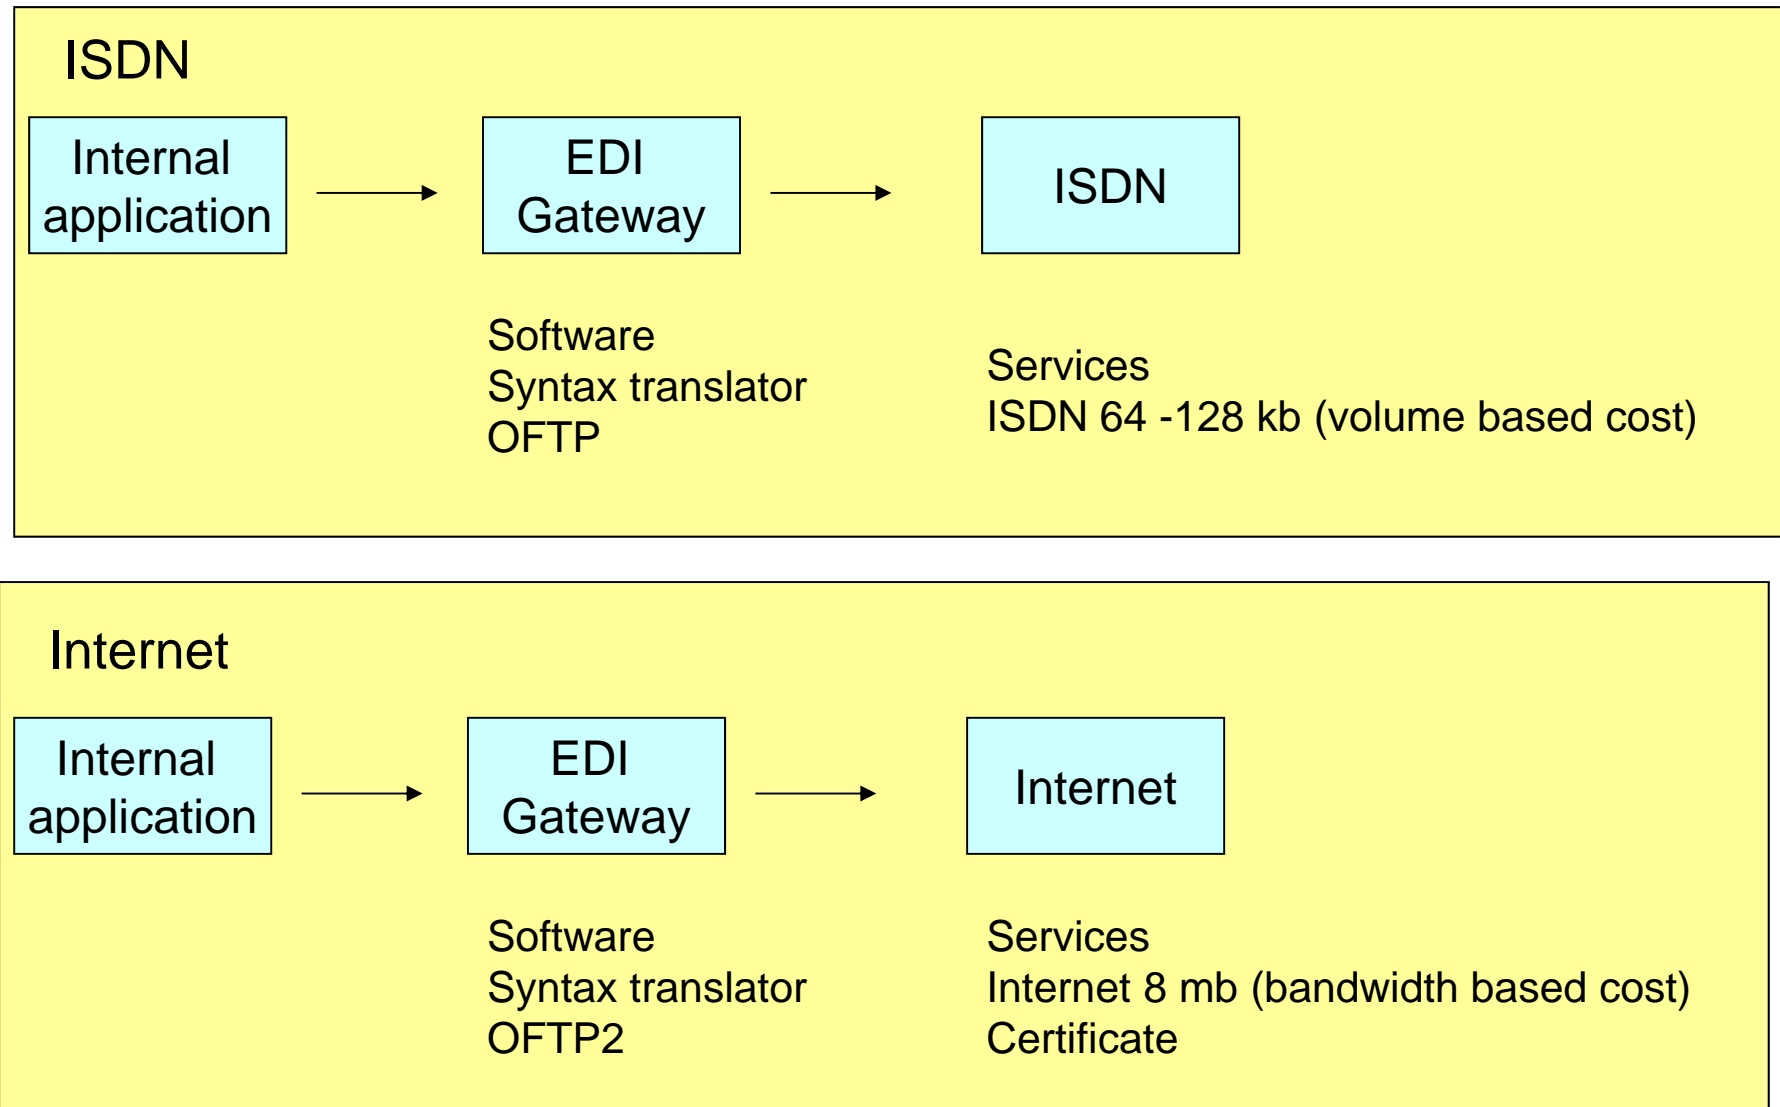 ISDN
Internal
application
EDI
Gateway
ISDN
Software
Syntax translator
OFTP
Services
ISDN 64 -128 kb (volume based cost)
Internet
Internal
application
EDI
Gateway
Internet
Software
Syntax translator
OFTP2
Services
Internet 8 mb (bandwidth based cost)
Certificate